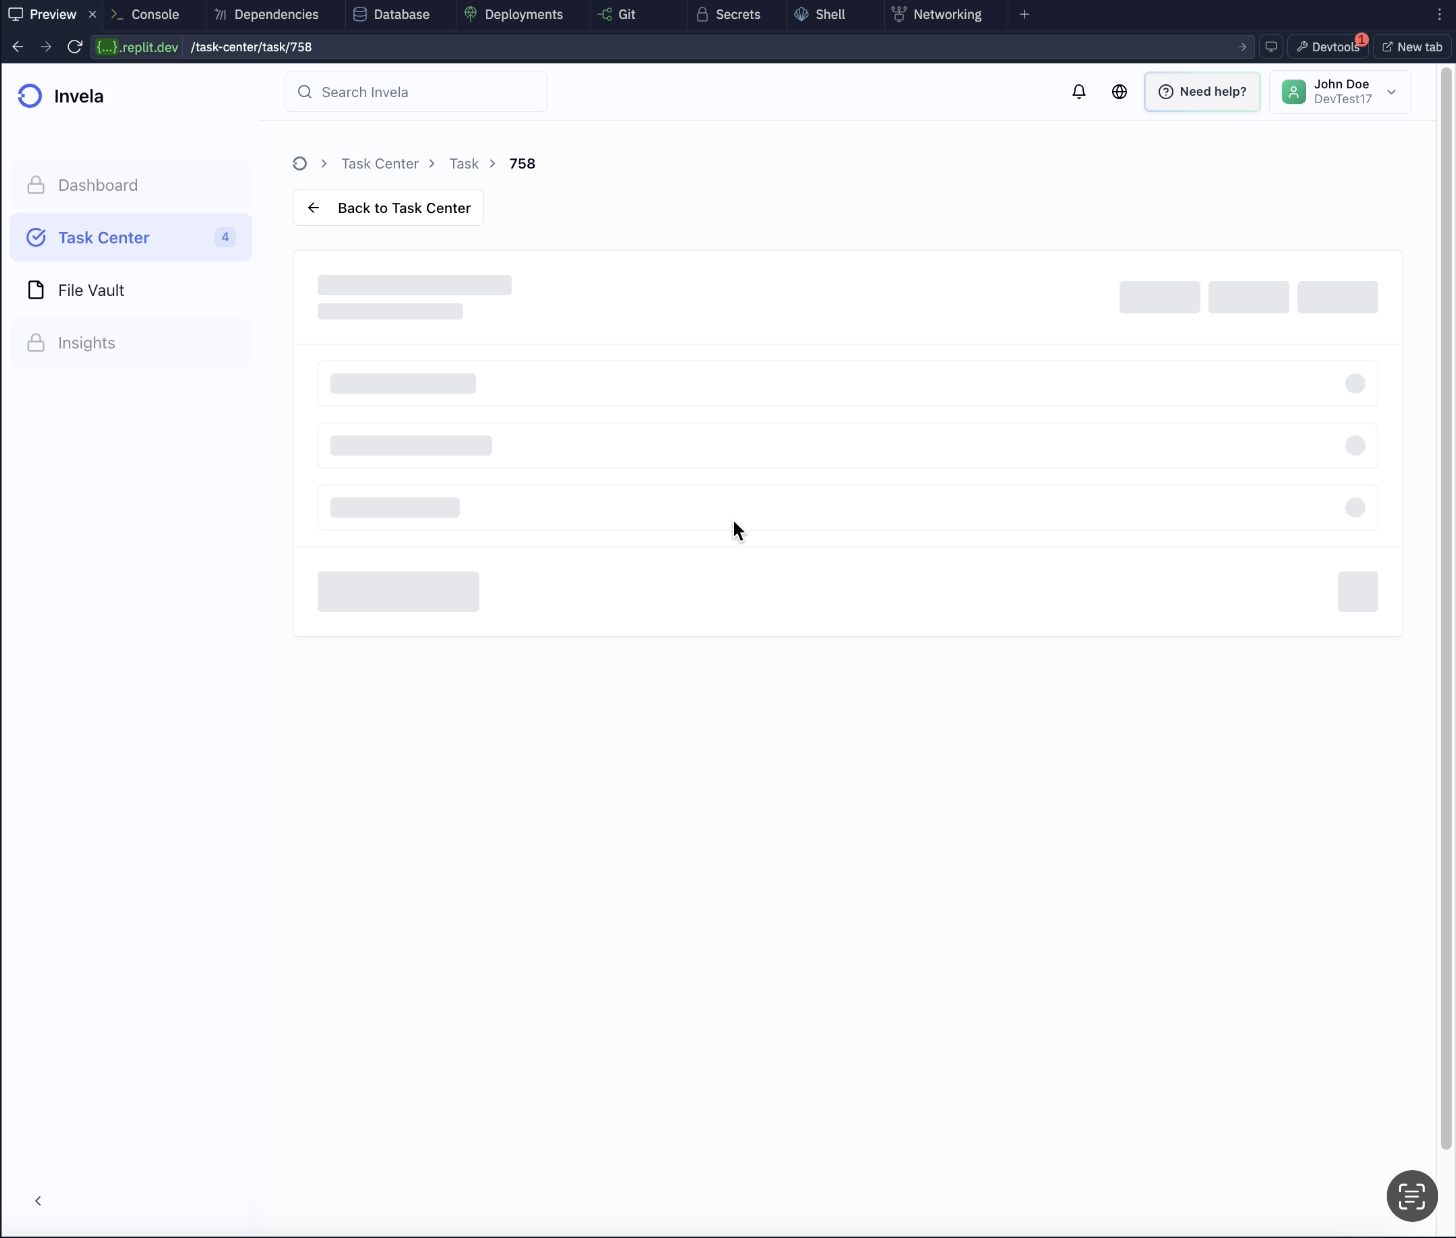 Preview
Console
Dependencies
Database
Deployments
Git
Secrets
Shell
Networking
{...}.replit.dev
/task-center/task/758
Devtools
1
New tab
Invela
Search Invela
Need help?
John Doe
DevTest17
Dashboard
Task Center
4
File Vault
Insights
Task Center
Task
758
Back to Task Center